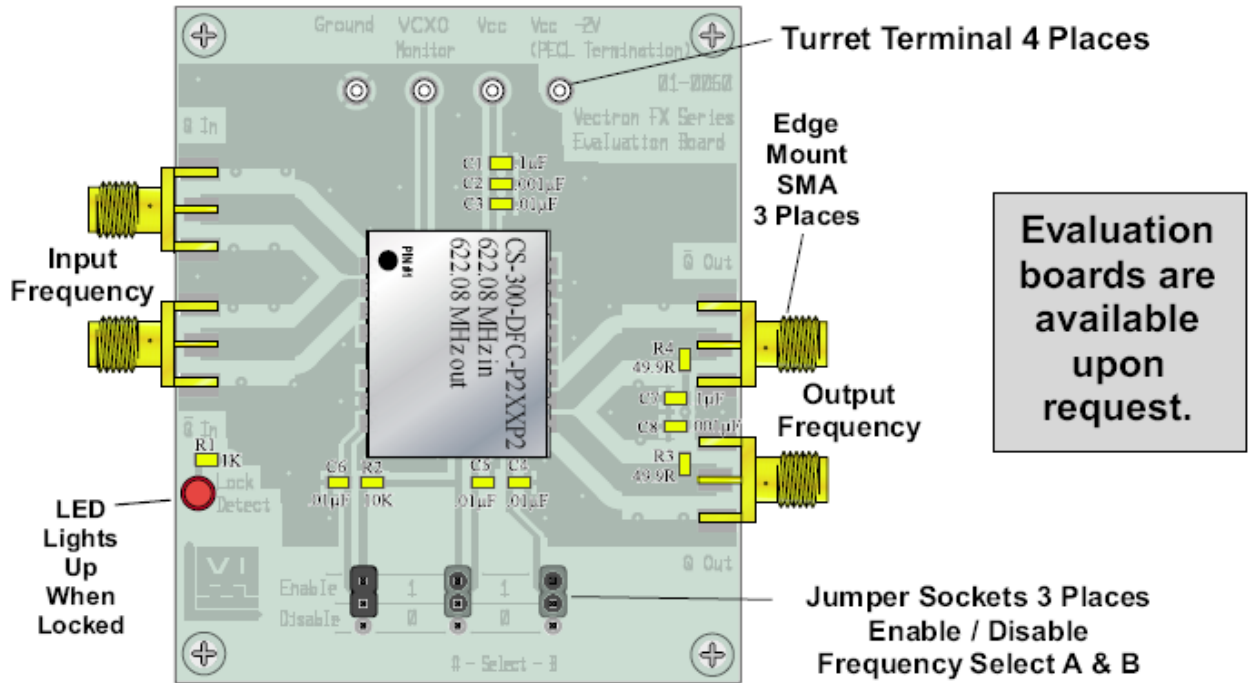 Ground VCXO Vcc Vcc -2V
Monitor (PECL Termination)
Turret Terminal 4 Places
01-0060
Vectron FX Series
Evaluation Board
Q In
Edge
Mount
SMA
3 Places
C1 .1uF
C2 .001µF
C3 .01µF
Evaluation
boards are
available
upon
request.
Input
Frequency
PIN #1
CS-300-DFC-P2XXP2
622.08 MHz in
622.08 MHz out
Q̅ Out
R4
49.9R
C7 1µF
C8 .001µF
R3
49.9R
Output
Frequency
Q̅ In
R1
1K
Lock
Detect
C6 R2 C5 C4
.01µF 10K .01µF .01µF
LED
Lights
Up
When
Locked
VI
Q Out
Enable 1 1
Disable 0 0
A - Select - B
Jumper Sockets 3 Places
Enable / Disable
Frequency Select A & B